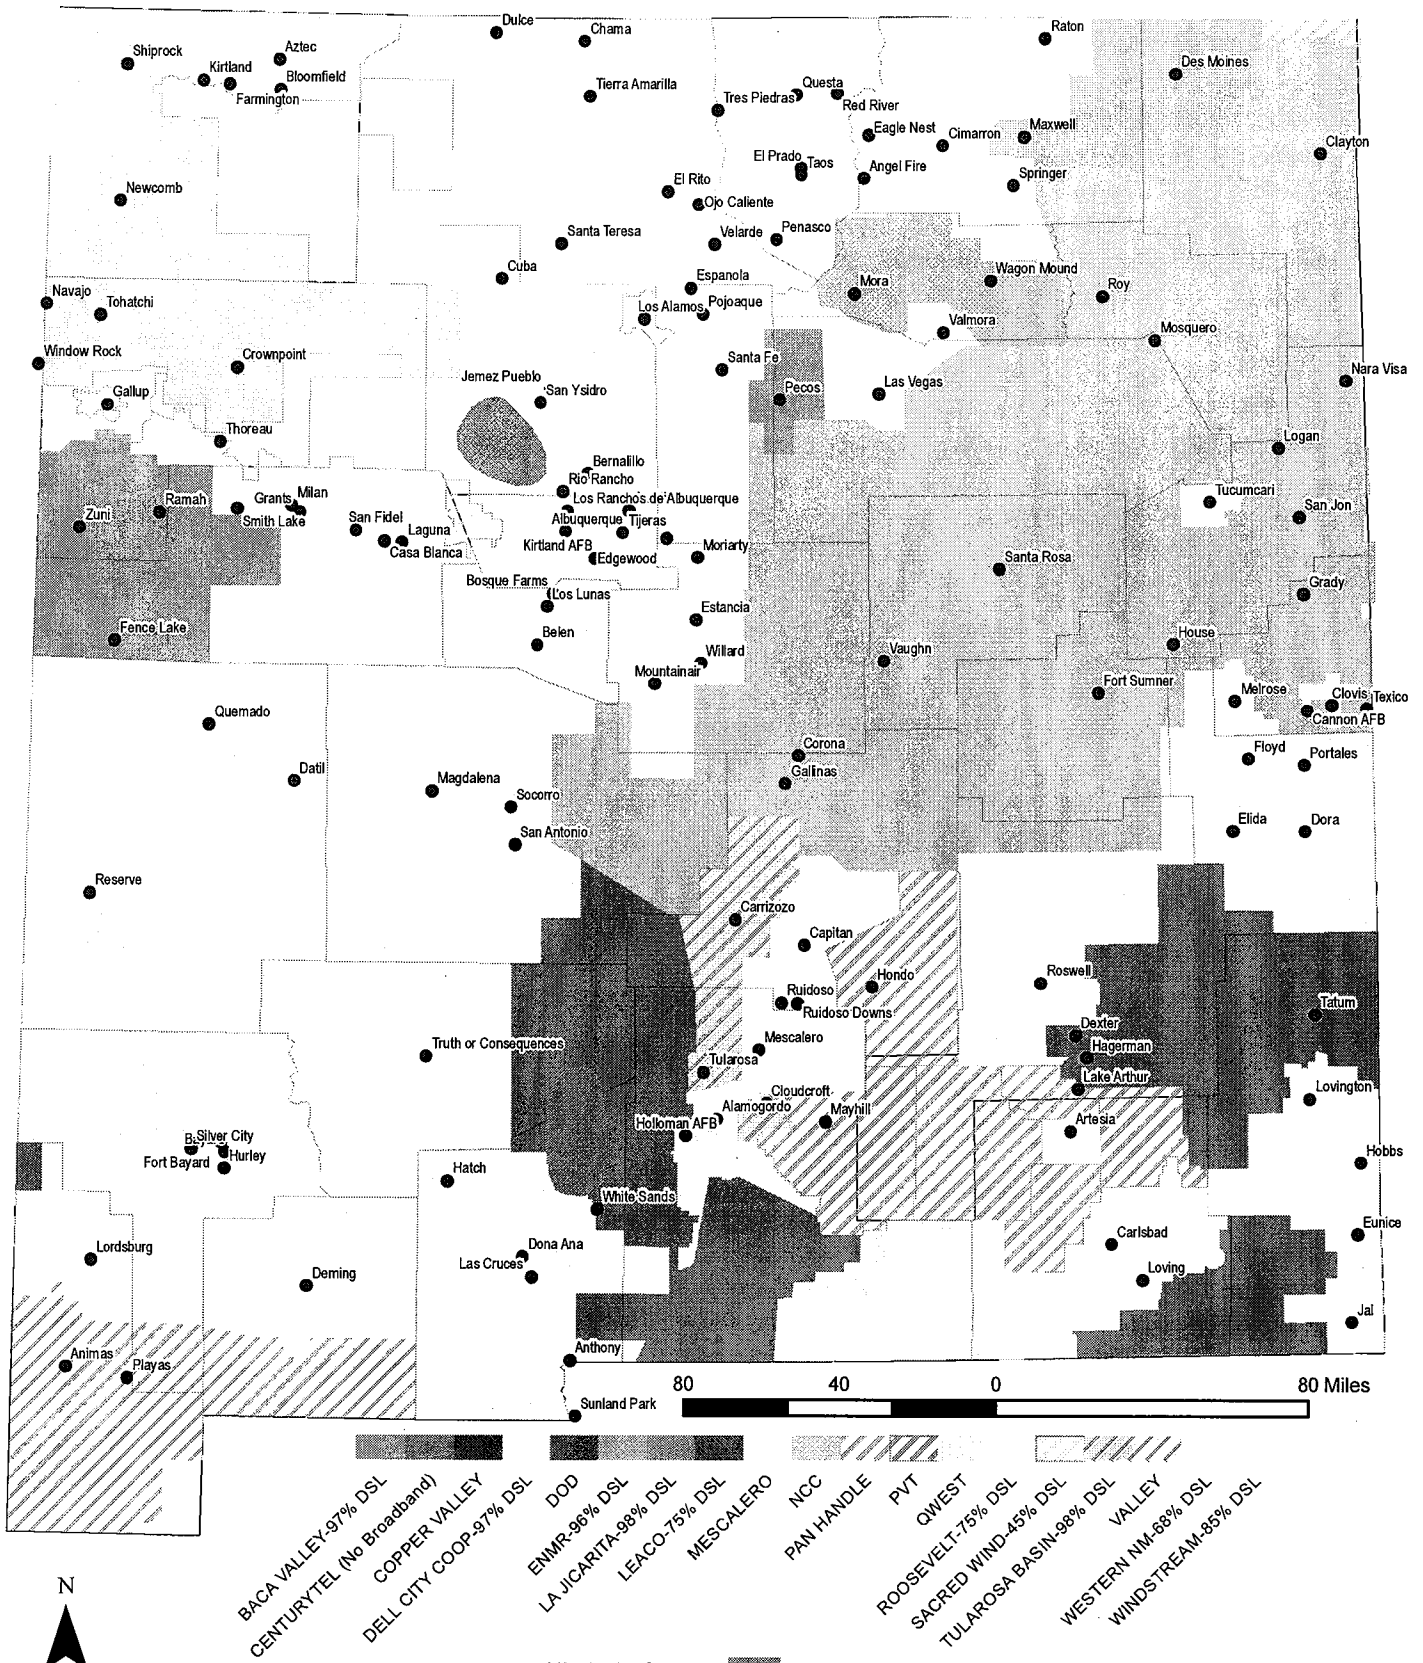 Dulce
Chama
Raton
Shiprock
Aztec
Kirtland
Bloomfield
Farmington
Des Moines
Tierra Amarilla
Tres Piedras
Questa
Red River
Eagle Nest
Cimarron
Maxwell
Clayton
El Prado
Taos
Angel Fire
Springer
Newcomb
El Rito
Ojo Caliente
Santa Teresa
Velarde
Penasco
Cuba
Espanola
Mora
Wagon Mound
Roy
Navajo
Tohatchi
Los Alamos
Pojoaque
Valmora
Mosquero
Window Rock
Crownpoint
Santa Fe
Nara Visa
Jemez Pueblo
San Ysidro
Pecos
Las Vegas
Gallup
Thoreau
Logan
Bernalillo
Rio Rancho
Ramah
Grants
Milan
Los Ranchos de Albuquerque
Tucumcari
San Jon
Zuni
Smith Lake
San Fidel
Laguna
Albuquerque
Tijeras
Casa Blanca
Kirtland AFB
Edgewood
Moriarty
Santa Rosa
Bosque Farms
Los Lunas
Grady
Estancia
Fence Lake
Belen
House
Willard
Vaughn
Mountainair
Fort Sumner
Melrose
Clovis
Texico
Cannon AFB
Quemado
Corona
Floyd
Portales
Datil
Magdalena
Gallinas
Socorro
San Antonio
Elida
Dora
Reserve
Carrizozo
Capitan
Hondo
Roswell
Ruidoso
Ruidoso Downs
Tatum
Dexter
Truth or Consequences
Mescalero
Hagerman
Tularosa
Lake Arthur
Lovington
Cloudcroft
Alamogordo
Mayhill
Holloman AFB
Artesia
Silver City
Fort Bayard
Hurley
Hobbs
Hatch
White Sands
Eunice
Carlsbad
Lordsburg
Dona Ana
Las Cruces
Loving
Deming
Jal
Anthony
Animas
Playas
80 40 0 80 Miles
Sunland Park
BACA VALLEY-97% DSL
CENTURYTEL (No Broadband)
COPPER VALLEY
DELL CITY COOP-97% DSL
DOD
ENMR-96% DSL
LA JICARITA-98% DSL
LEACO-75% DSL
MESCALERO
NCC
PAN HANDLE
PVT
QWEST
ROOSEVELT-75% DSL
SACRED WIND-45% DSL
TULAROSA BASIN-98% DSL
VALLEY
WESTERN NM-68% DSL
WINDSTREAM-85% DSL
N